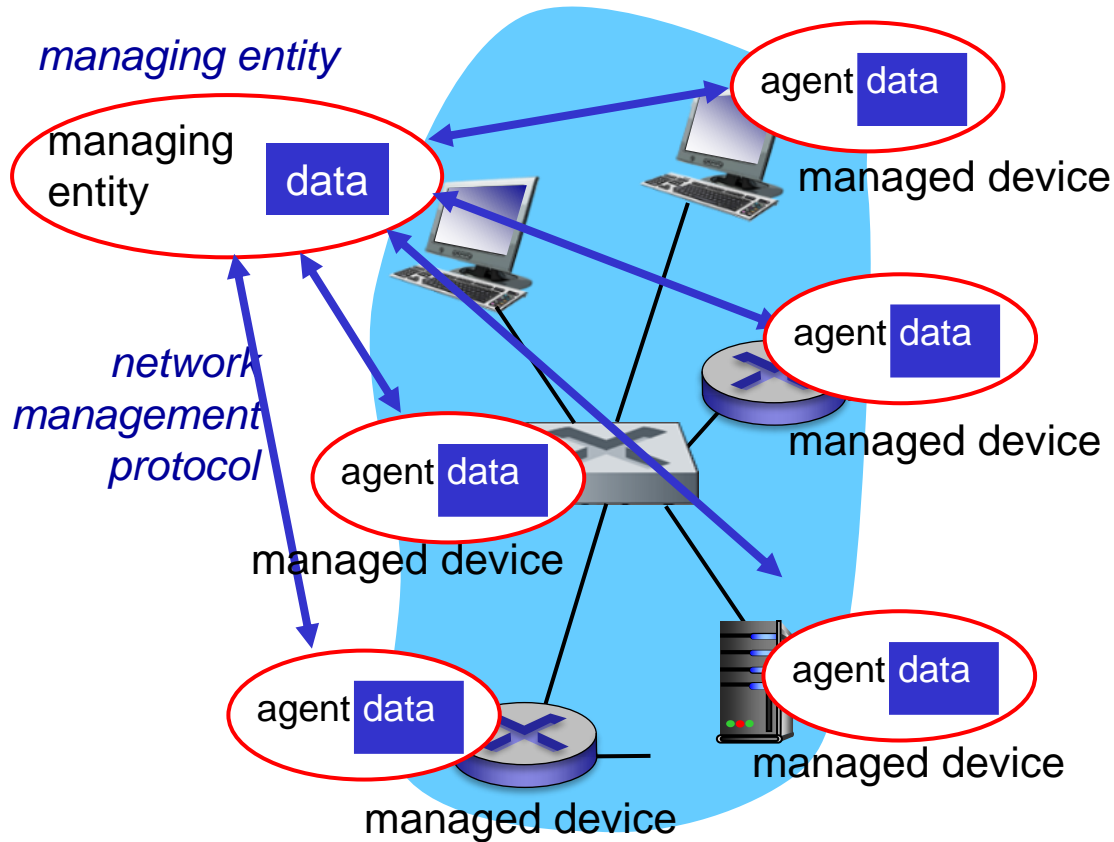 managing entity
managing
entity
data
agent data
managed device
agent data
managed device
network
management
protocol
agent data
managed device
agent data
managed device
agent data
managed device